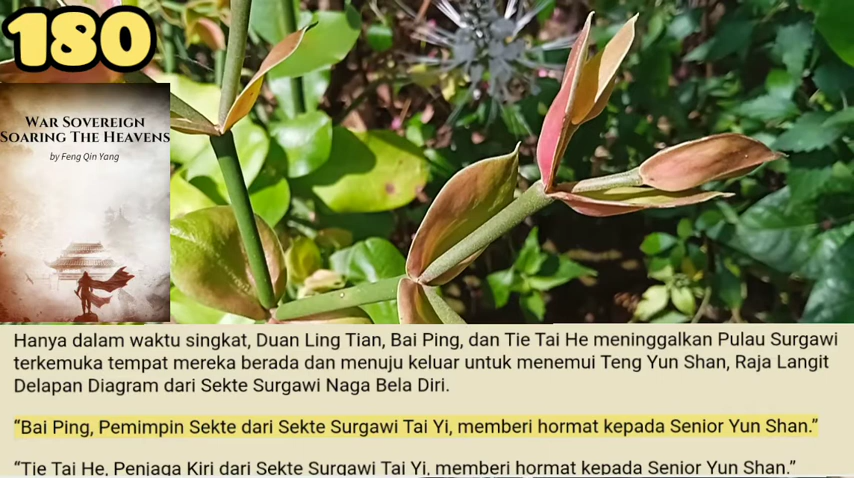 180
WAR SOVEREIGN
SOARING THE HEAVENS
by Feng Qin Yang
Hanya dalam waktu singkat, Duan Ling Tian, Bai Ping, dan Tie Tai He meninggalkan Pulau Surgawi
terkemuka tempat mereka berada dan menuju keluar untuk menemui Teng Yun Shan, Raja Langit
Delapan Diagram dari Sekte Surgawi Naga Bela Diri.
“Bai Ping, Pemimpin Sekte dari Sekte Surgawi Tai Yi, memberi hormat kepada Senior Yun Shan.”
“Tie Tai He, Penjaga Kiri dari Sekte Surgawi Tai Yi, memberi hormat kepada Senior Yun Shan.”